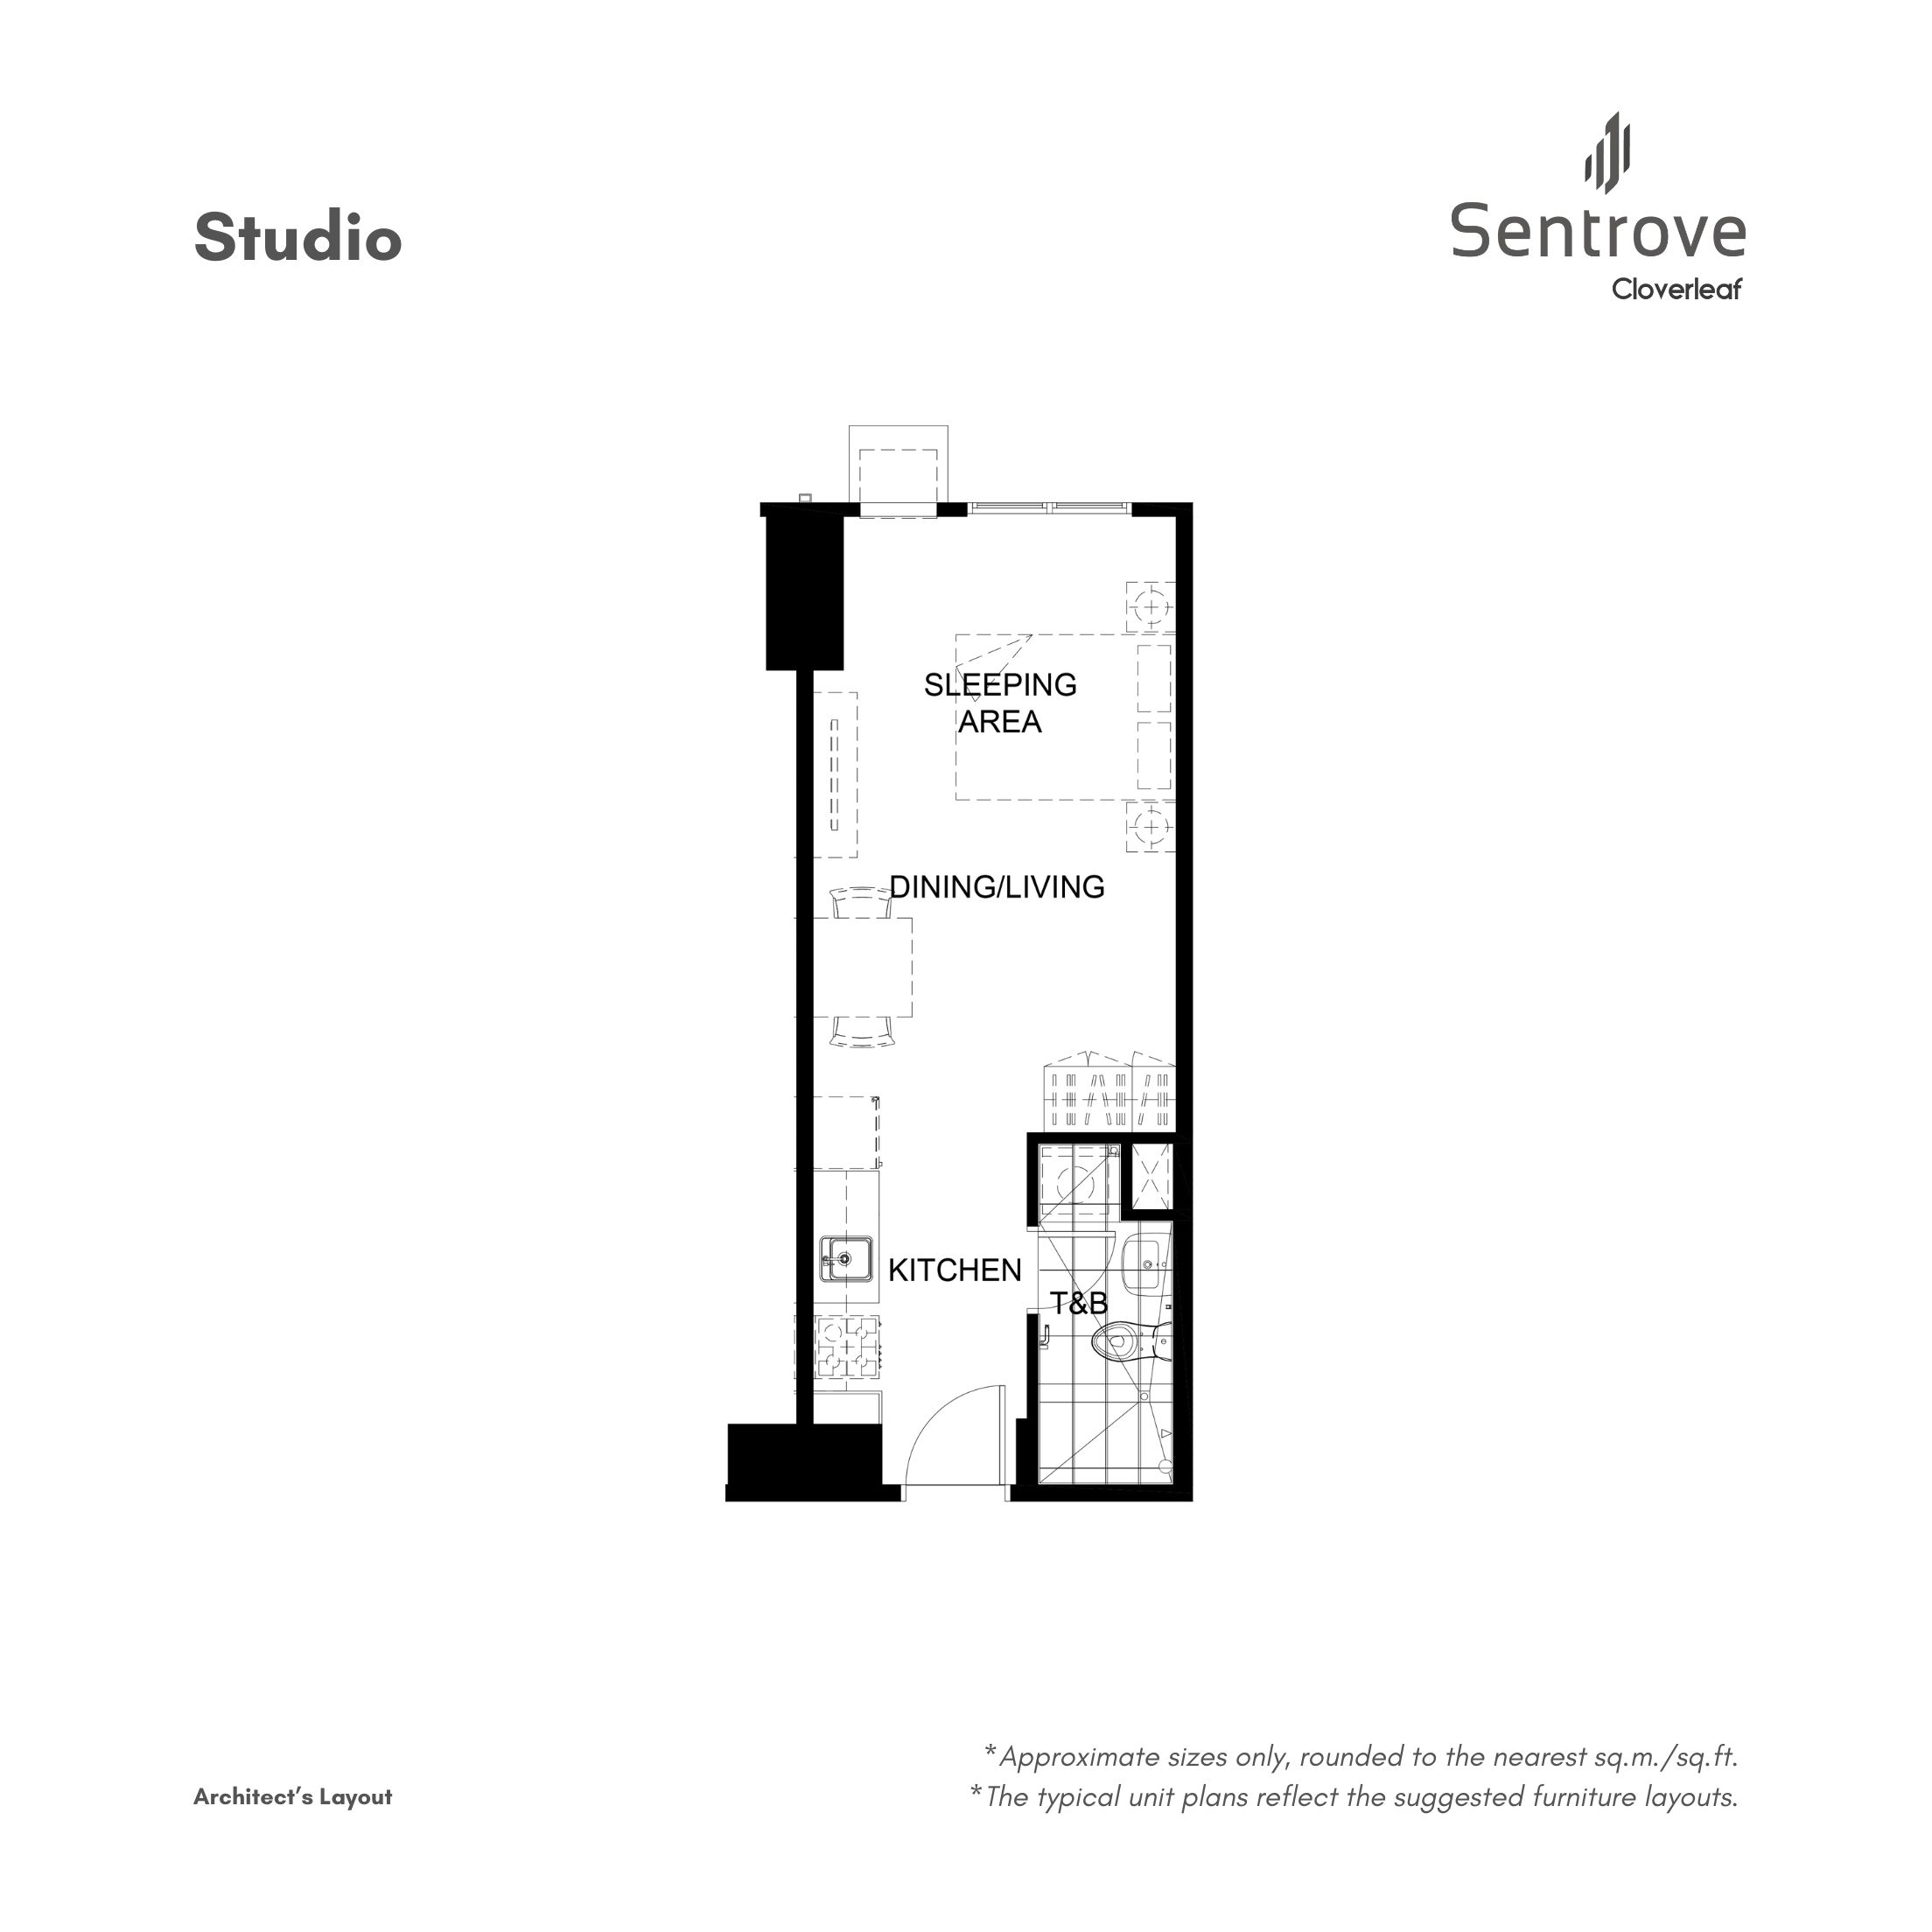 Studio
Sentrove
Cloverleaf
SLEEPING
AREA
DINING/LIVING
KITCHEN
T&B
*Approximate sizes only, rounded to the nearest sq.m./sq.ft.
*The typical unit plans reflect the suggested furniture layouts.
Architect’s Layout